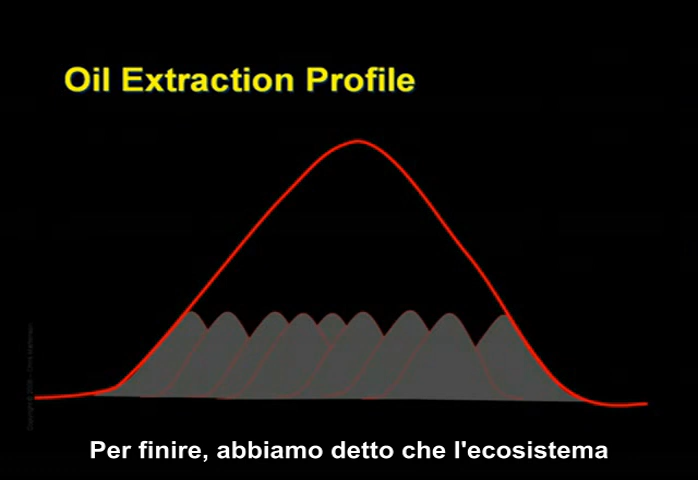 Oil Extraction Profile
Per finire, abbiamo detto che l'ecosistema